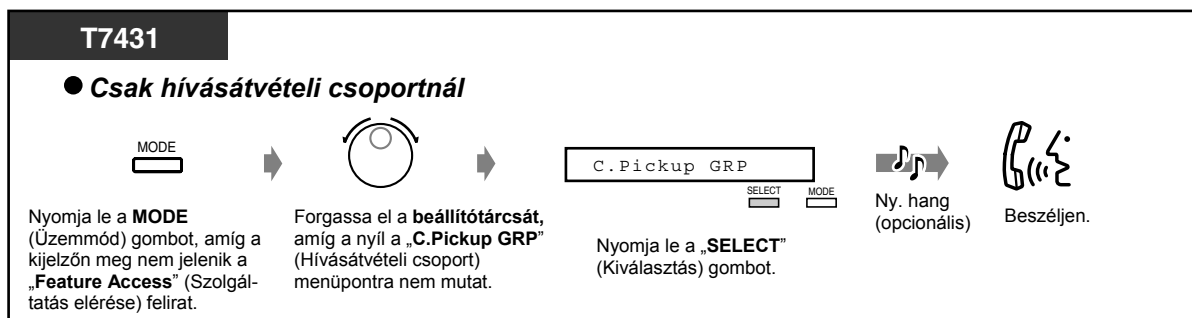 T7431
● Csak hívásátvételi csoportnál
MODE
C.Pickup GRP
SELECT MODE
Nyomja le a MODE
(Üzemmód) gombot, amíg a
kijelzőn meg nem jelenik a
„Feature Access" (Szolgál-
tatás elérése) felirat.
Forgassa el a beállítótárcsát,
amíg a nyíl a „C.Pickup GRP"
(Hívásátvételi csoport)
menüpontra nem mutat.
Nyomja le a „SELECT"
(Kiválasztás) gombot.
Ny. hang
(opcionális)
Beszéljen.